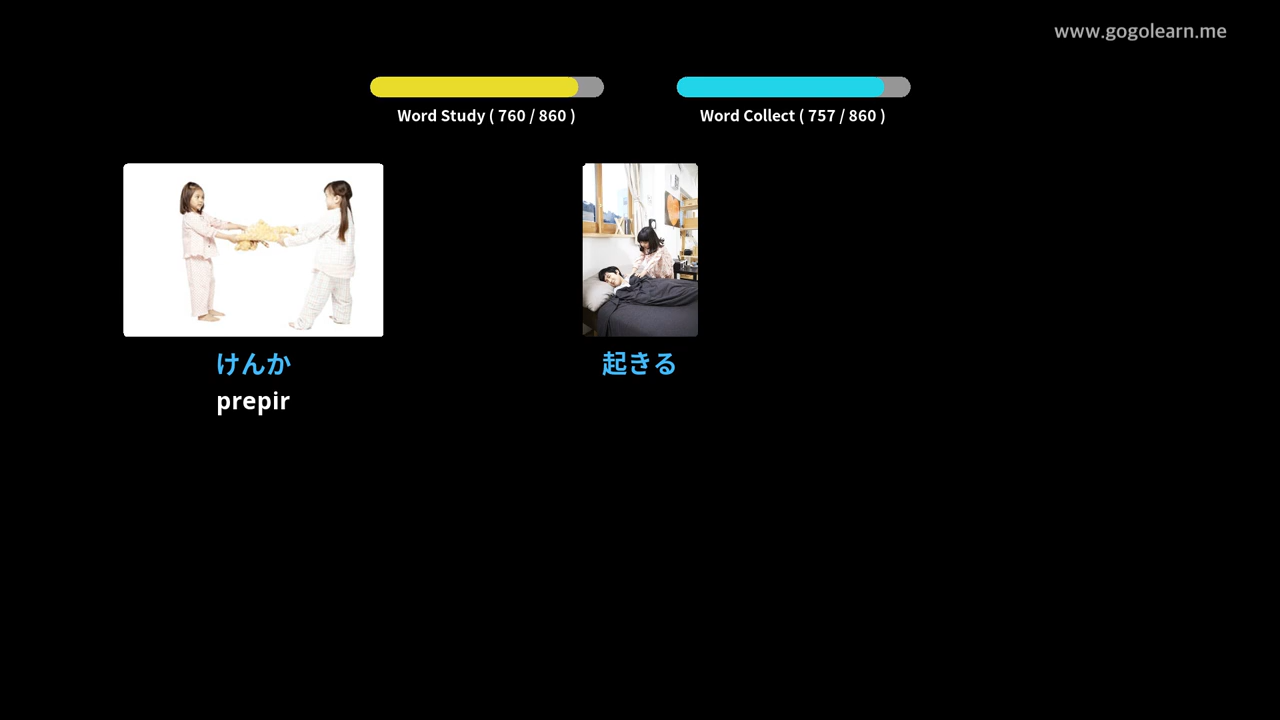 www.gogolearn.me
Word Study ( 760 / 860 )
Word Collect ( 757 / 860 )
けんか
prepir
起きる